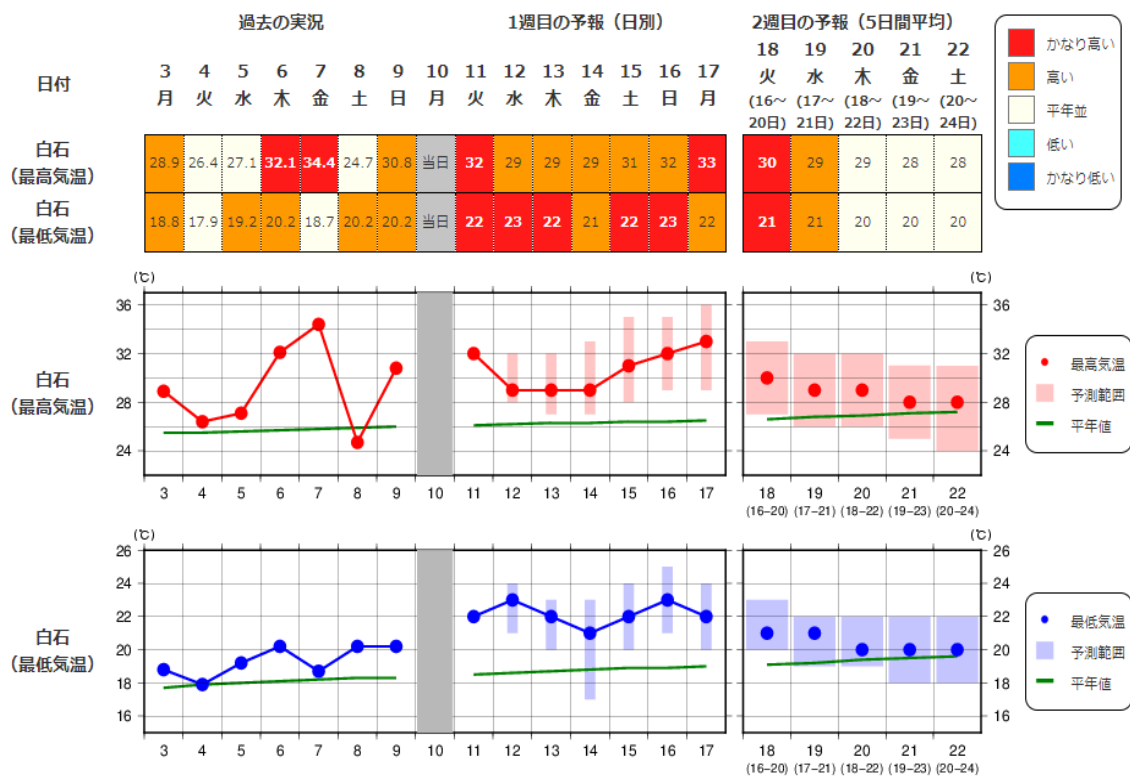 過去の実況 1週目の予報（日別） 2週目の予報（5日間平均）
日付 3 4 5 6 7 8 9 10 11 12 13 14 15 16 17 18 19 20 21 22
月 火 水 木 金 土 日 月 火 水 木 金 土 日 月 火 水 木 金 土
(16～20日) (17～21日) (18～22日) (19～23日) (20～24日)
白石（最高気温） 28.9 26.4 27.1 32.1 34.4 24.7 30.8 当日 32 29 29 29 31 32 33 30 29 29 28 28
白石（最低気温） 18.8 17.9 19.2 20.2 18.7 20.2 20.2 当日 22 23 22 21 22 23 22 21 21 20 20 20
かなり高い
高い
平年並
低い
かなり低い
(℃) (℃)
36 36
32 32
28 28
24 24
白石
（最高気温）
3 4 5 6 7 8 9 10 11 12 13 14 15 16 17 18 19 20 21 22
(16-20) (17-21) (18-22) (19-23) (20-24)
最高気温
予測範囲
平年値
(℃) (℃)
26 26
24 24
22 22
20 20
18 18
16 16
白石
（最低気温）
3 4 5 6 7 8 9 10 11 12 13 14 15 16 17 18 19 20 21 22
(16-20) (17-21) (18-22) (19-23) (20-24)
最低気温
予測範囲
平年値